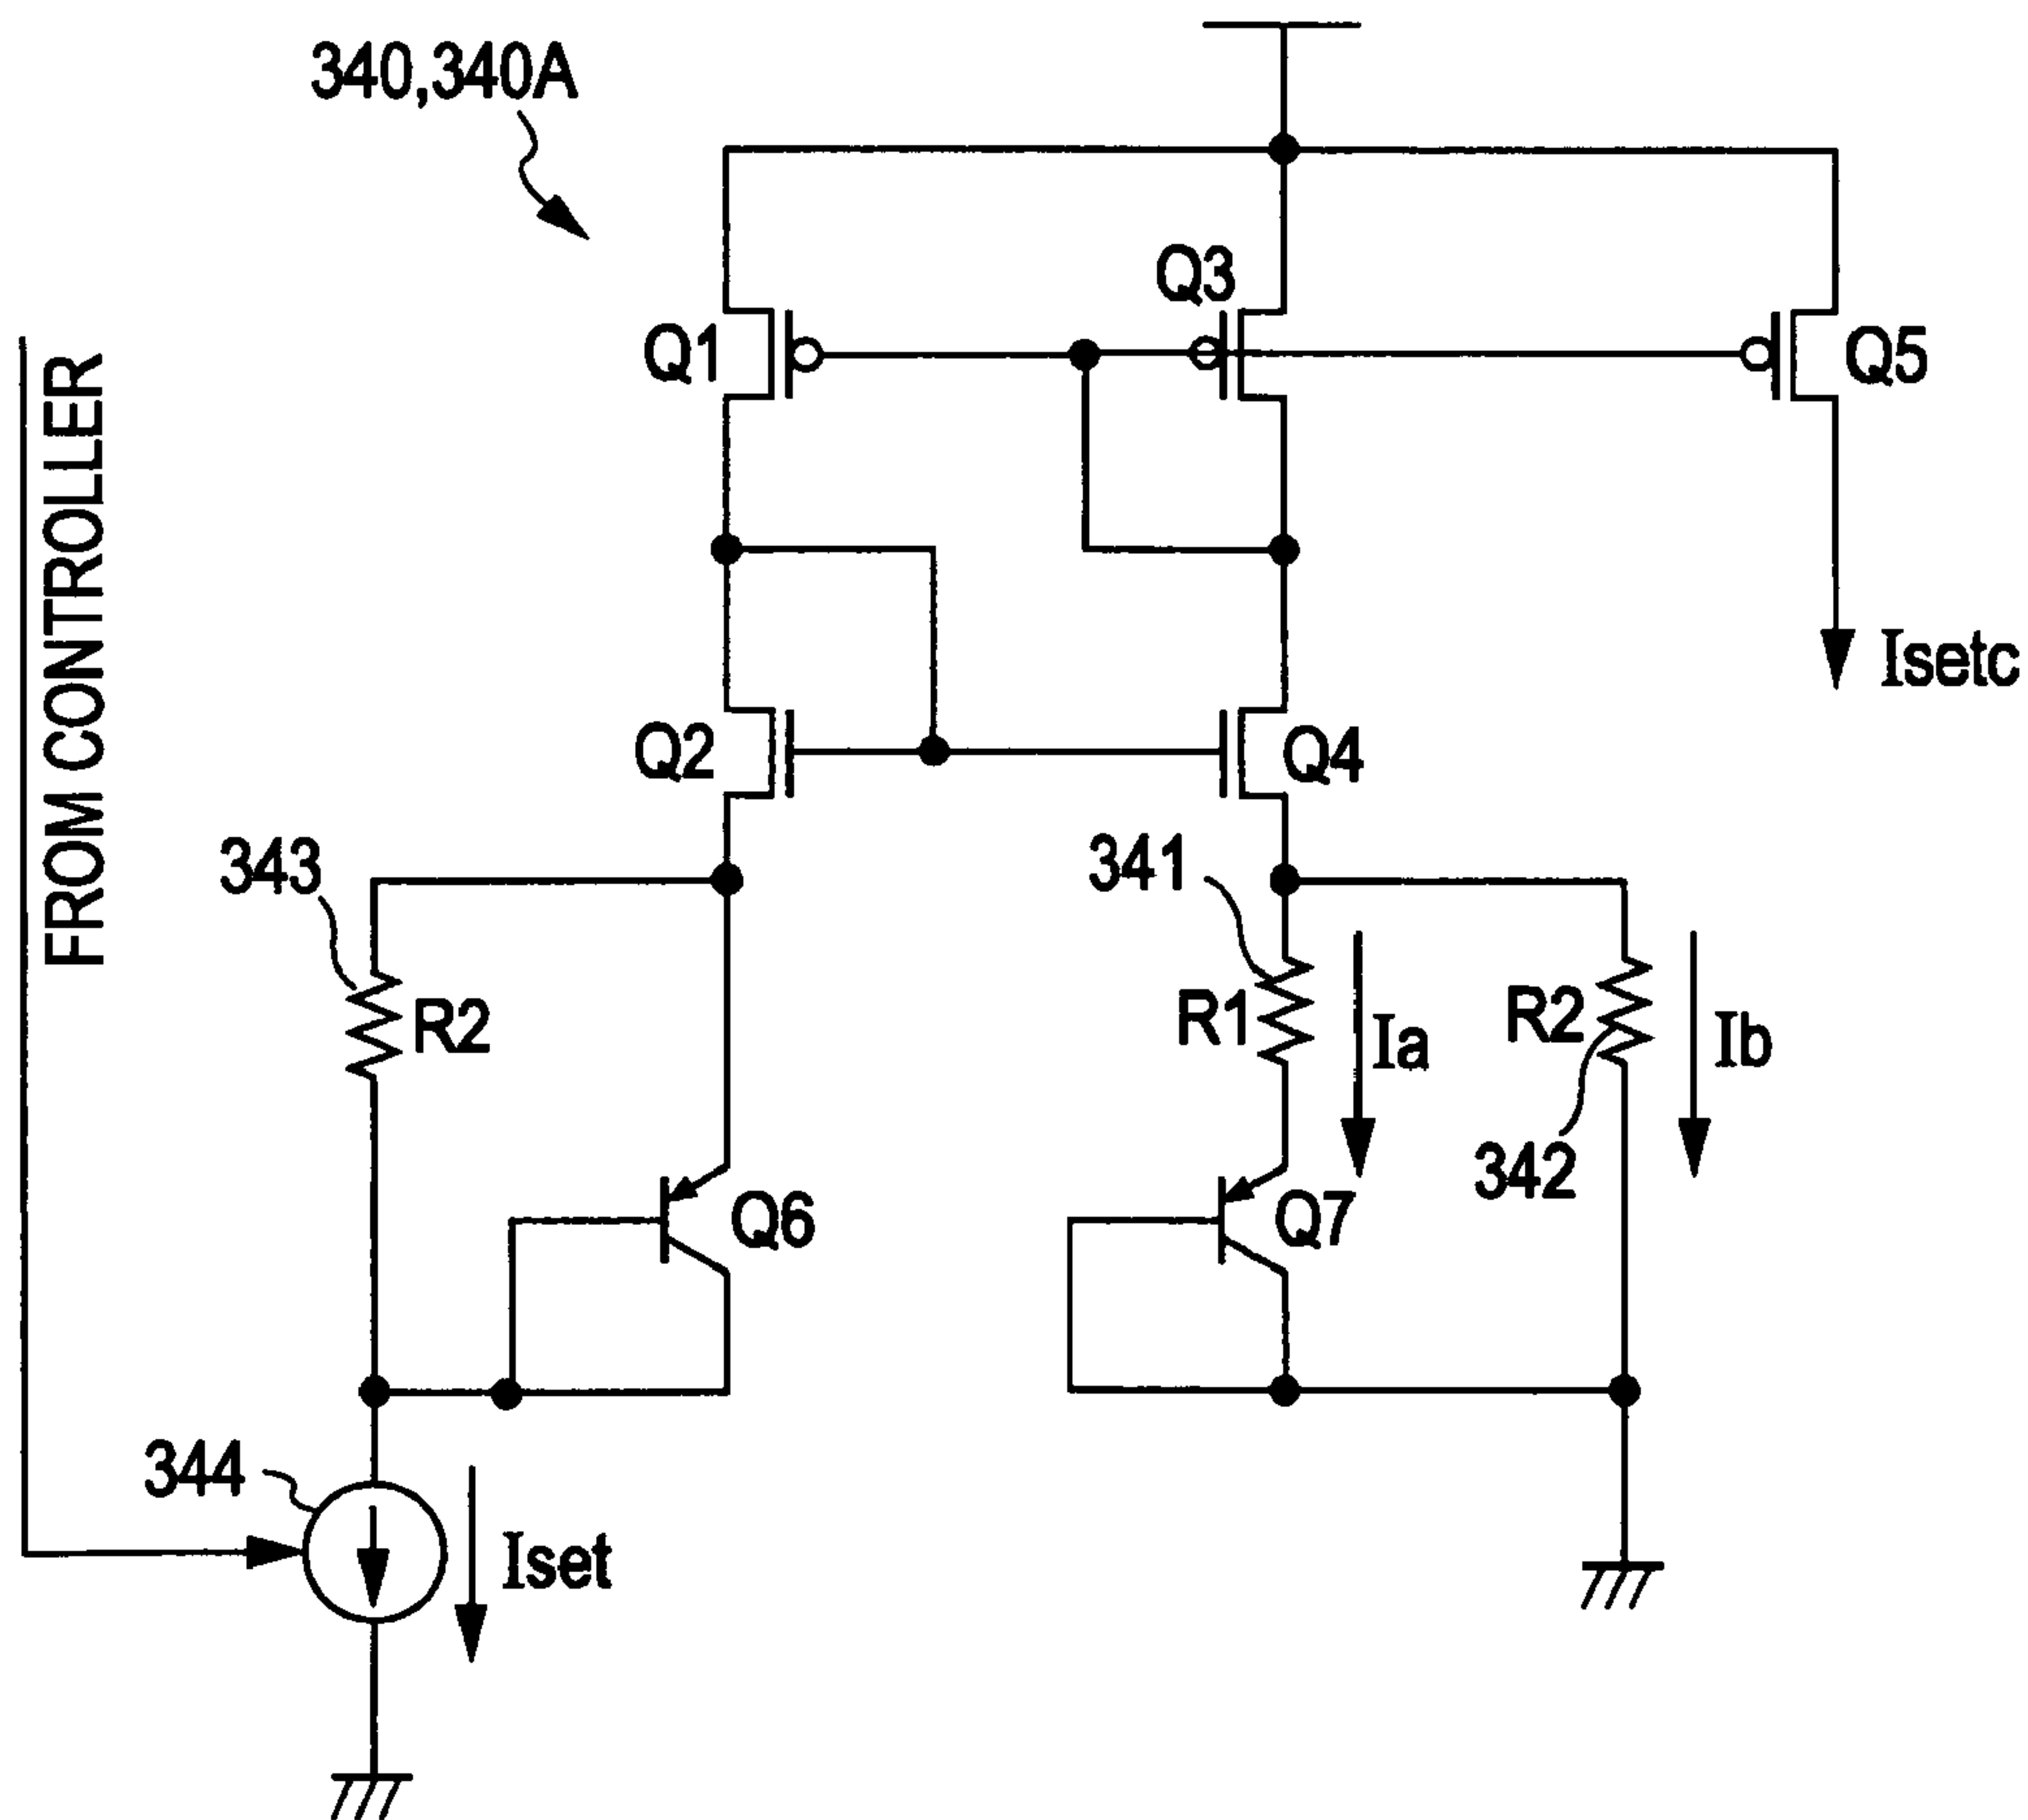 340,340A
Q3
Q1
Q5
FROM CONTROLLER
Isetc
Q2
Q4
343
341
R2
R1
Ia
R2
Ib
342
Q6
Q7
344
Iset